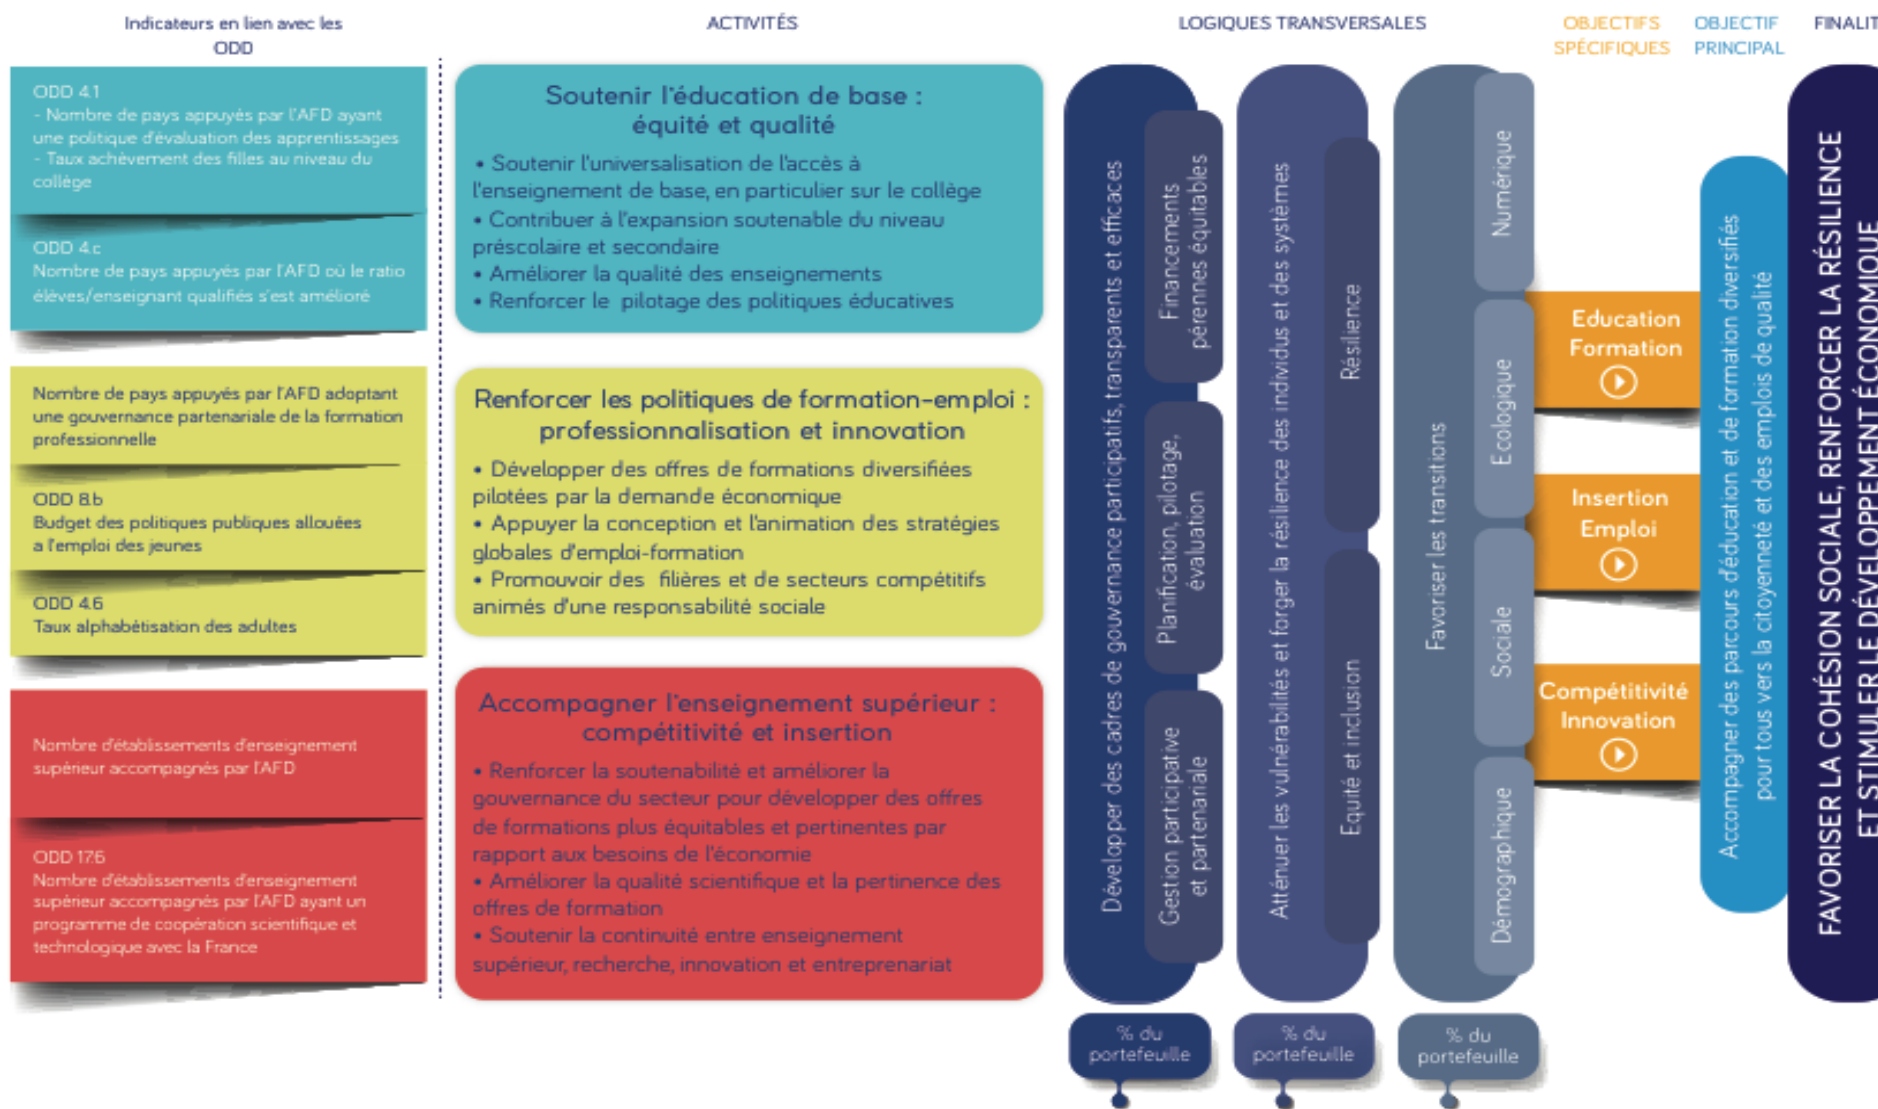 Indicateurs en lien avec les
ODD
ODD 4.1
- Nombre de pays appuyés par l'AFD ayant
une politique d'évaluation des apprentissages
- Taux achèvement des filles au niveau du
collège
ODD 4.c
Nombre de pays appuyés par l'AFD où le ratio
élèves/enseignant qualifiés s'est amélioré
Nombre de pays appuyés par l'AFD adoptant
une gouvernance partenariale de la formation
professionnelle
ODD 8.b
Budget des politiques publiques allouées
a l'emploi des jeunes
ODD 4.6
Taux alphabétisation des adultes
Nombre d'établissements d'enseignement
supérieur accompagnés par l'AFD
ODD 17.6
Nombre d'établissements d'enseignement
supérieur accompagnés par l'AFD ayant un
programme de coopération scientifique et
technologique avec la France
ACTIVITÉS
Soutenir l'éducation de base :
équité et qualité
• Soutenir l'universalisation de l'accès à
l'enseignement de base, en particulier sur le collège
• Contribuer à l'expansion soutenable du niveau
préscolaire et secondaire
• Améliorer la qualité des enseignements
• Renforcer le pilotage des politiques éducatives
Renforcer les politiques de formation-emploi :
professionnalisation et innovation
• Développer des offres de formations diversifiées
pilotées par la demande économique
• Appuyer la conception et l'animation des stratégies
globales d'emploi-formation
• Promouvoir des filières et de secteurs compétitifs
animés d'une responsabilité sociale
Accompagner l'enseignement supérieur :
compétitivité et insertion
• Renforcer la soutenabilité et améliorer la
gouvernance du secteur pour développer des offres
de formations plus équitables et pertinentes par
rapport aux besoins de l'économie
• Améliorer la qualité scientifique et la pertinence des
offres de formation
• Soutenir la continuité entre enseignement
supérieur, recherche, innovation et entreprenariat
LOGIQUES TRANSVERSALES
Développer des cadres de gouvernance participatifs, transparents et efficaces
Financements
pérennes équitables
Planification, pilotage,
évaluation
Gestion participative
et partenariale
% du
portefeuille
Atténuer les vulnérabilités et forger la résilience des individus et des systèmes
Résilience
Equité et inclusion
% du
portefeuille
Favoriser les transitions
Numérique
Ecologique
Sociale
Démographique
% du
portefeuille
OBJECTIFS
SPÉCIFIQUES
Education
Formation
Insertion
Emploi
Compétitivité
Innovation
OBJECTIF
PRINCIPAL
Accompagner des parcours d'éducation et de formation diversifiés
pour tous vers la citoyenneté et des emplois de qualité
FINALIT
FAVORISER LA COHÉSION SOCIALE, RENFORCER LA RÉSILIENCE
ET STIMULER LE DÉVELOPPEMENT ÉCONOMIQUE